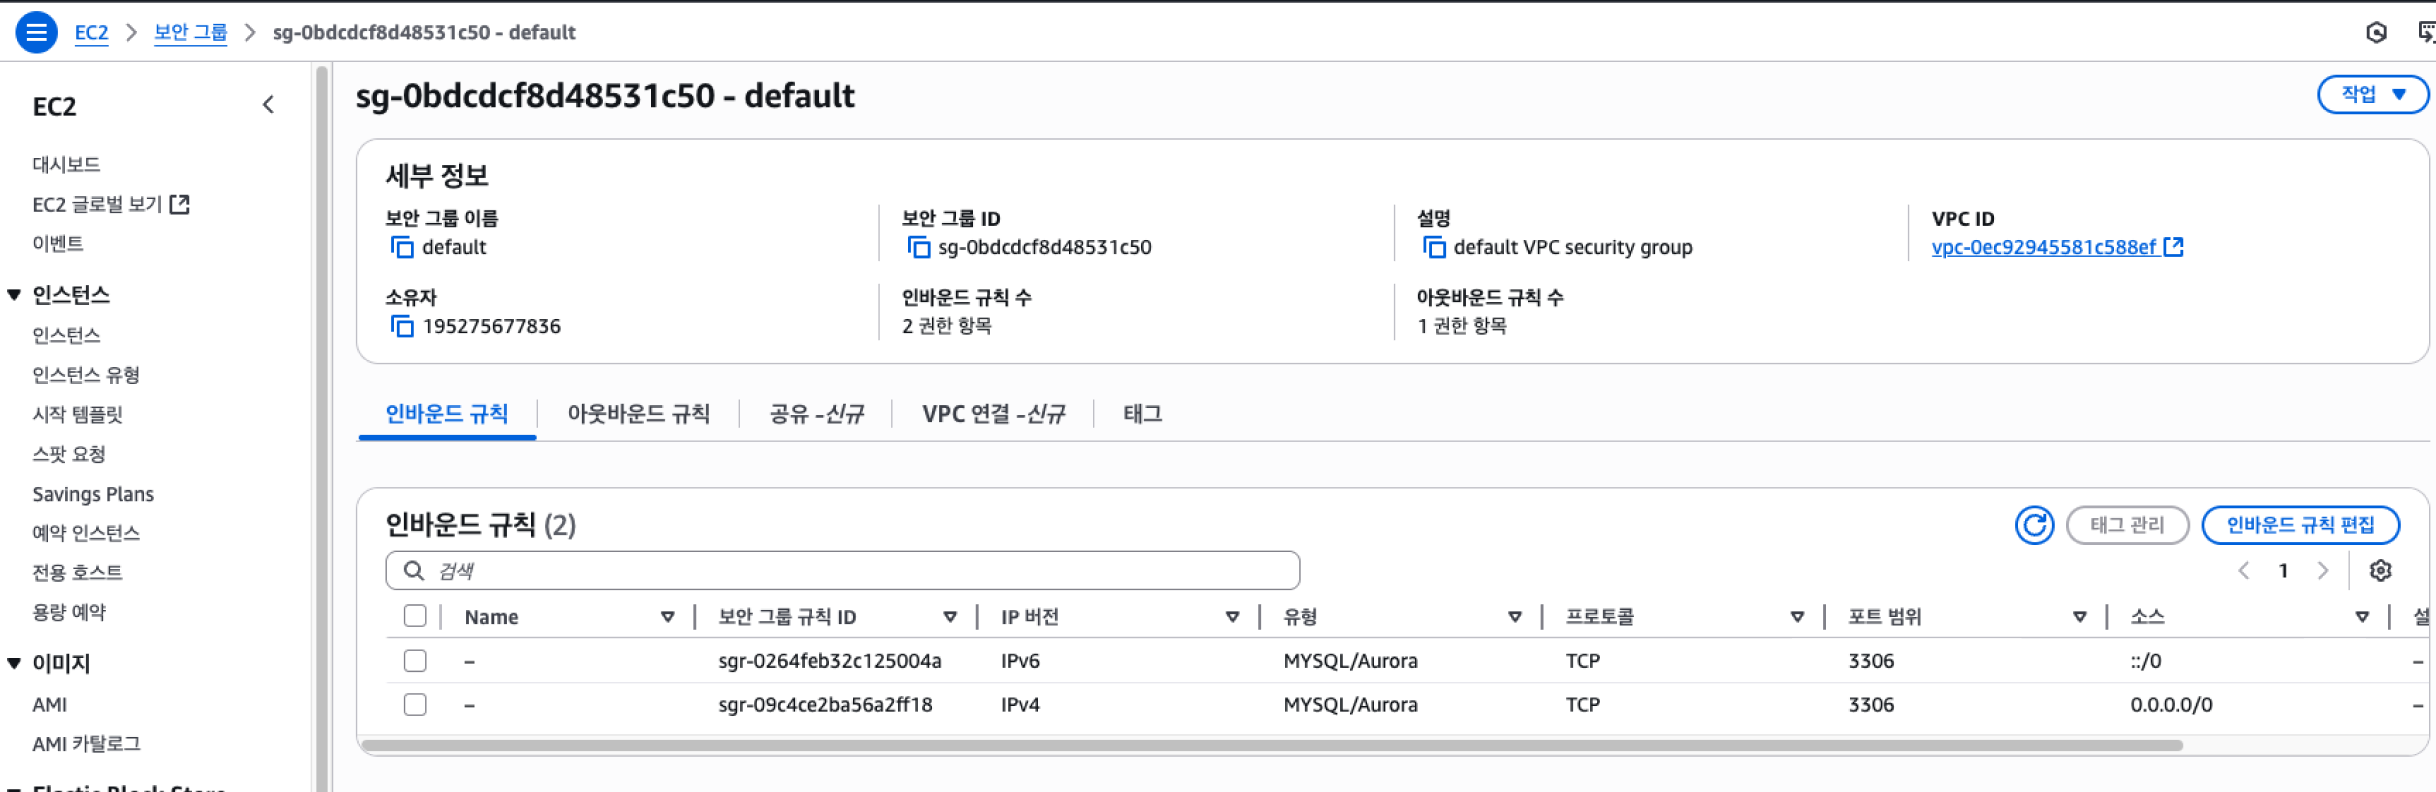 EC2 > 보안 그룹 > sg-0bdcdcf8d48531c50 - default
EC2
대시보드
EC2 글로벌 보기
이벤트
인스턴스
인스턴스
인스턴스 유형
시작 템플릿
스팟 요청
Savings Plans
예약 인스턴스
전용 호스트
용량 예약
이미지
AMI
AMI 카탈로그
Elastic Block Store
sg-0bdcdcf8d48531c50 - default
작업
세부 정보
보안 그룹 이름
default
보안 그룹 ID
sg-0bdcdcf8d48531c50
설명
default VPC security group
VPC ID
vpc-0ec92945581c588ef
소유자
195275677836
인바운드 규칙 수
2 권한 항목
아웃바운드 규칙 수
1 권한 항목
인바운드 규칙 아웃바운드 규칙 공유 -신규 VPC 연결 -신규 태그
인바운드 규칙 (2)
태그 관리
인바운드 규칙 편집
검색
1
Name 보안 그룹 규칙 ID IP 버전 유형 프로토콜 포트 범위 소스
– sgr-0264feb32c125004a IPv6 MYSQL/Aurora TCP 3306 ::/0 –
– sgr-09c4ce2ba56a2ff18 IPv4 MYSQL/Aurora TCP 3306 0.0.0.0/0 –